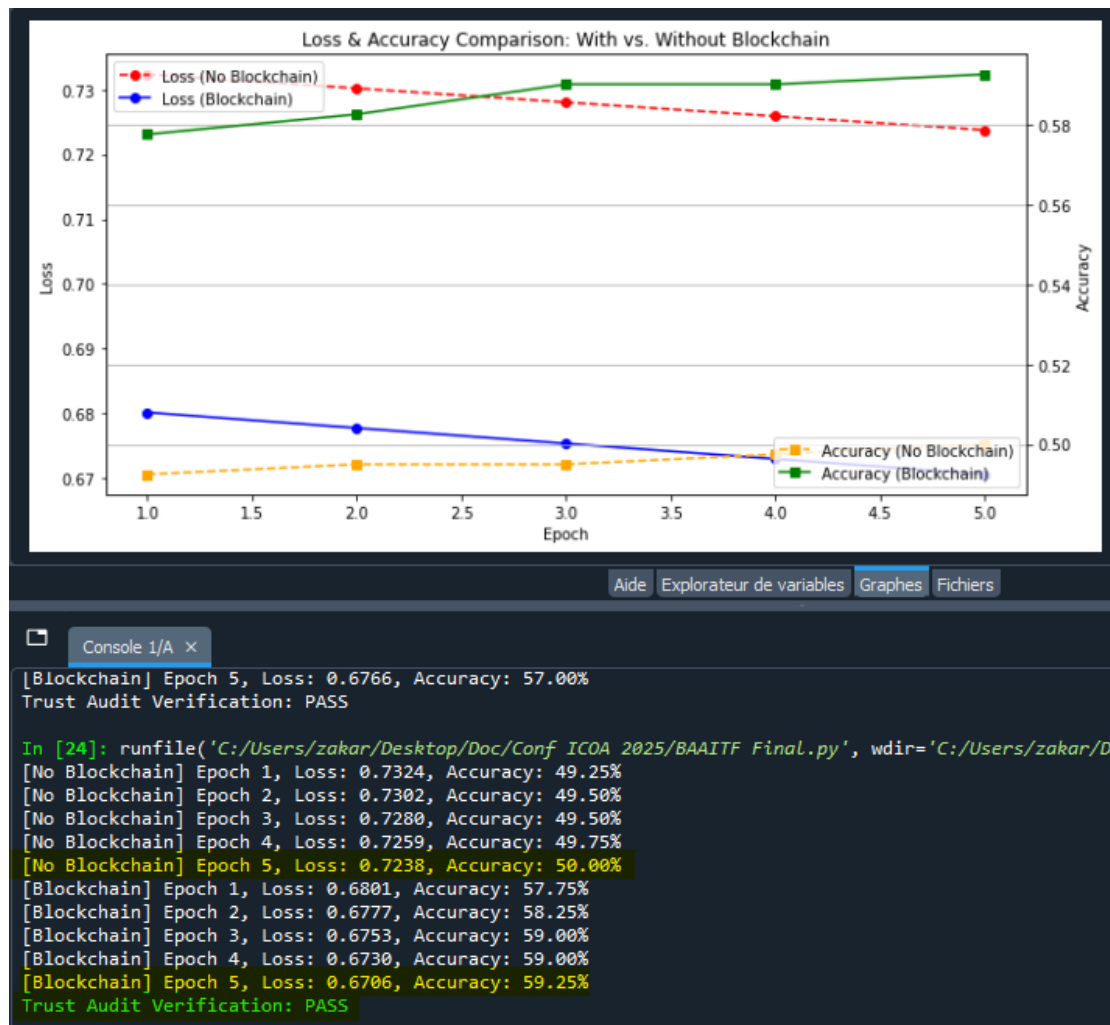 Loss & Accuracy Comparison: With vs. Without Blockchain
Loss (No Blockchain)
Loss (Blockchain)
0.73
0.72
0.71
0.70
0.69
0.68
0.67
Loss
0.58
0.56
0.54
0.52
0.50
Accuracy
Accuracy (No Blockchain)
Accuracy (Blockchain)
1.0 1.5 2.0 2.5 3.0 3.5 4.0 4.5 5.0
Epoch
Aide Explorateur de variables Graphes Fichiers
Console 1/A ×
[Blockchain] Epoch 5, Loss: 0.6766, Accuracy: 57.00%
Trust Audit Verification: PASS
In [24]: runfile('C:/Users/zakar/Desktop/Doc/Conf ICOA 2025/BAAITF Final.py', wdir='C:/Users/zakar/D
[No Blockchain] Epoch 1, Loss: 0.7324, Accuracy: 49.25%
[No Blockchain] Epoch 2, Loss: 0.7302, Accuracy: 49.50%
[No Blockchain] Epoch 3, Loss: 0.7280, Accuracy: 49.50%
[No Blockchain] Epoch 4, Loss: 0.7259, Accuracy: 49.75%
[No Blockchain] Epoch 5, Loss: 0.7238, Accuracy: 50.00%
[Blockchain] Epoch 1, Loss: 0.6801, Accuracy: 57.75%
[Blockchain] Epoch 2, Loss: 0.6777, Accuracy: 58.25%
[Blockchain] Epoch 3, Loss: 0.6753, Accuracy: 59.00%
[Blockchain] Epoch 4, Loss: 0.6730, Accuracy: 59.00%
[Blockchain] Epoch 5, Loss: 0.6706, Accuracy: 59.25%
Trust Audit Verification: PASS